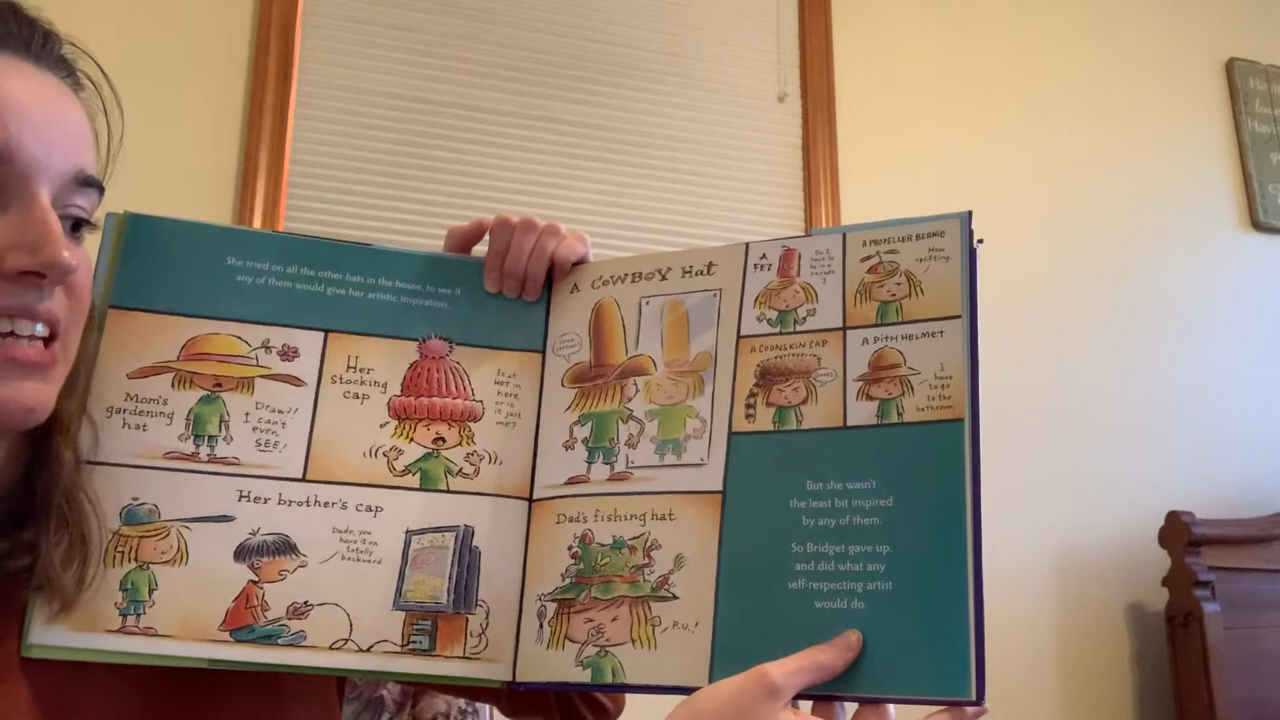 She tried on all the other hats in the house, to see if
any of them would give her artistic inspiration.
Mom's
gardening
hat
Draw?!
I can't
even
SEE!
Her
stocking
cap
Is it
HOT in
here
or is
it just
me?
Her brother's cap
Dude, you
have it on
totally
backward
A COWBOY Hat
Dad's fishing hat
P.U.!
A
FEZ
Do I
have to
be in a
parade
?
A PROPELLER BEANIE
How
uplifting.
A COONSKIN CAP
A PITH HELMET
I
have
to go
to the
bathroom.
But she wasn't
the least bit inspired
by any of them.
So Bridget gave up,
and did what any
self-respecting artist
would do.